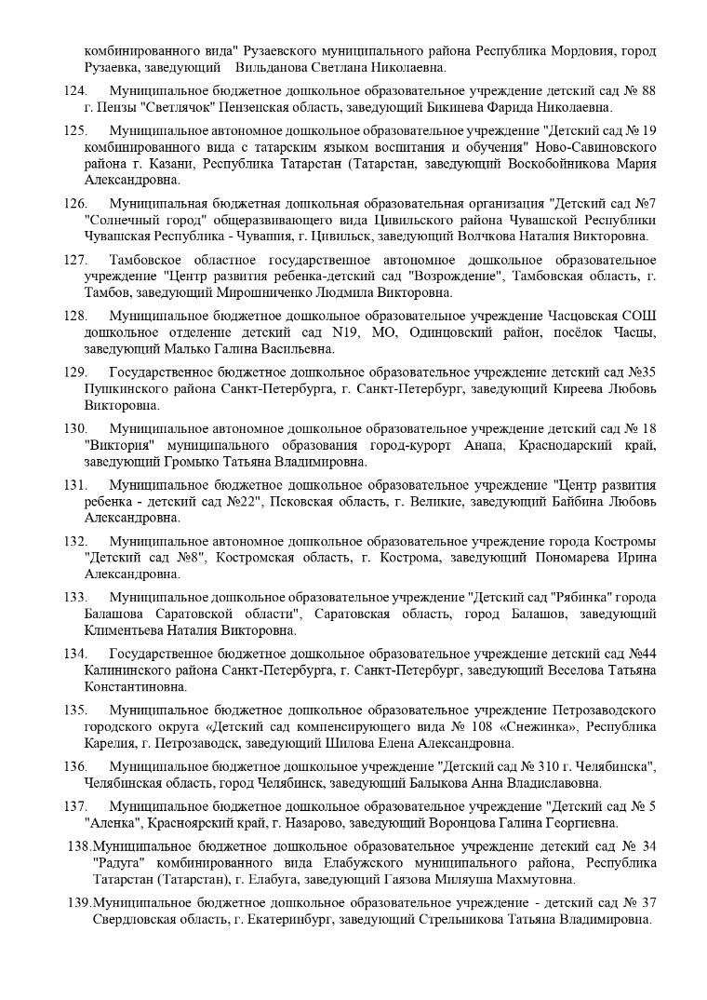 комбинированного вида" Рузаевского муниципального района Республика Мордовия, город
Рузаевка, заведующий Вильданова Светлана Николаевна.
124. Муниципальное бюджетное дошкольное образовательное учреждение детский сад № 88
г. Пензы "Светлячок" Пензенская область, заведующий Бикинева Фарида Николаевна.
125. Муниципальное автономное дошкольное образовательное учреждение "Детский сад № 19
комбинированного вида с татарским языком воспитания и обучения" Ново-Савиновского
района г. Казани, Республика Татарстан (Татарстан, заведующий Воскобойникова Мария
Александровна.
126. Муниципальная бюджетная дошкольная образовательная организация "Детский сад №7
"Солнечный город" общеразвивающего вида Цивильского района Чувашской Республики
Чувашская Республика - Чувашия, г. Цивильск, заведующий Волчкова Наталия Викторовна.
127. Тамбовское областное государственное автономное дошкольное образовательное
учреждение "Центр развития ребенка-детский сад "Возрождение", Тамбовская область, г.
Тамбов, заведующий Мирошниченко Людмила Викторовна.
128. Муниципальное бюджетное дошкольное образовательное учреждение Часцовская СОШ
дошкольное отделение детский сад N19, МО, Одинцовский район, посёлок Часцы,
заведующий Малько Галина Васильевна.
129. Государственное бюджетное дошкольное образовательное учреждение детский сад №35
Пушкинского района Санкт-Петербурга, г. Санкт-Петербург, заведующий Киреева Любовь
Викторовна.
130. Муниципальное автономное дошкольное образовательное учреждение детский сад № 18
"Виктория" муниципального образования город-курорт Анапа, Краснодарский край,
заведующий Громыко Татьяна Владимировна.
131. Муниципальное бюджетное дошкольное образовательное учреждение "Центр развития
ребенка - детский сад №22", Псковская область, г. Великие, заведующий Байбина Любовь
Александровна.
132. Муниципальное автономное дошкольное образовательное учреждение города Костромы
"Детский сад №8", Костромская область, г. Кострома, заведующий Пономарева Ирина
Александровна.
133. Муниципальное дошкольное образовательное учреждение "Детский сад "Рябинка" города
Балашова Саратовской области", Саратовская область, город Балашов, заведующий
Климентьева Наталия Викторовна.
134. Государственное бюджетное дошкольное образовательное учреждение детский сад №44
Калининского района Санкт-Петербурга, г. Санкт-Петербург, заведующий Веселова Татьяна
Константиновна.
135. Муниципальное бюджетное дошкольное образовательное учреждение Петрозаводского
городского округа «Детский сад компенсирующего вида № 108 «Снежинка», Республика
Карелия, г. Петрозаводск, заведующий Шилова Елена Александровна.
136. Муниципальное бюджетное дошкольное учреждение "Детский сад № 310 г. Челябинска",
Челябинская область, город Челябинск, заведующий Балыкова Анна Владиславовна.
137. Муниципальное бюджетное дошкольное образовательное учреждение "Детский сад № 5
"Аленка", Красноярский край, г. Назарово, заведующий Воронцова Галина Георгиевна.
138.Муниципальное бюджетное дошкольное образовательное учреждение детский сад № 34
"Радуга" комбинированного вида Елабужского муниципального района, Республика
Татарстан (Татарстан), г. Елабуга, заведующий Гаязова Миляуша Махмутовна.
139.Муниципальное бюджетное дошкольное образовательное учреждение - детский сад № 37
Свердловская область, г. Екатеринбург, заведующий Стрельникова Татьяна Владимировна.